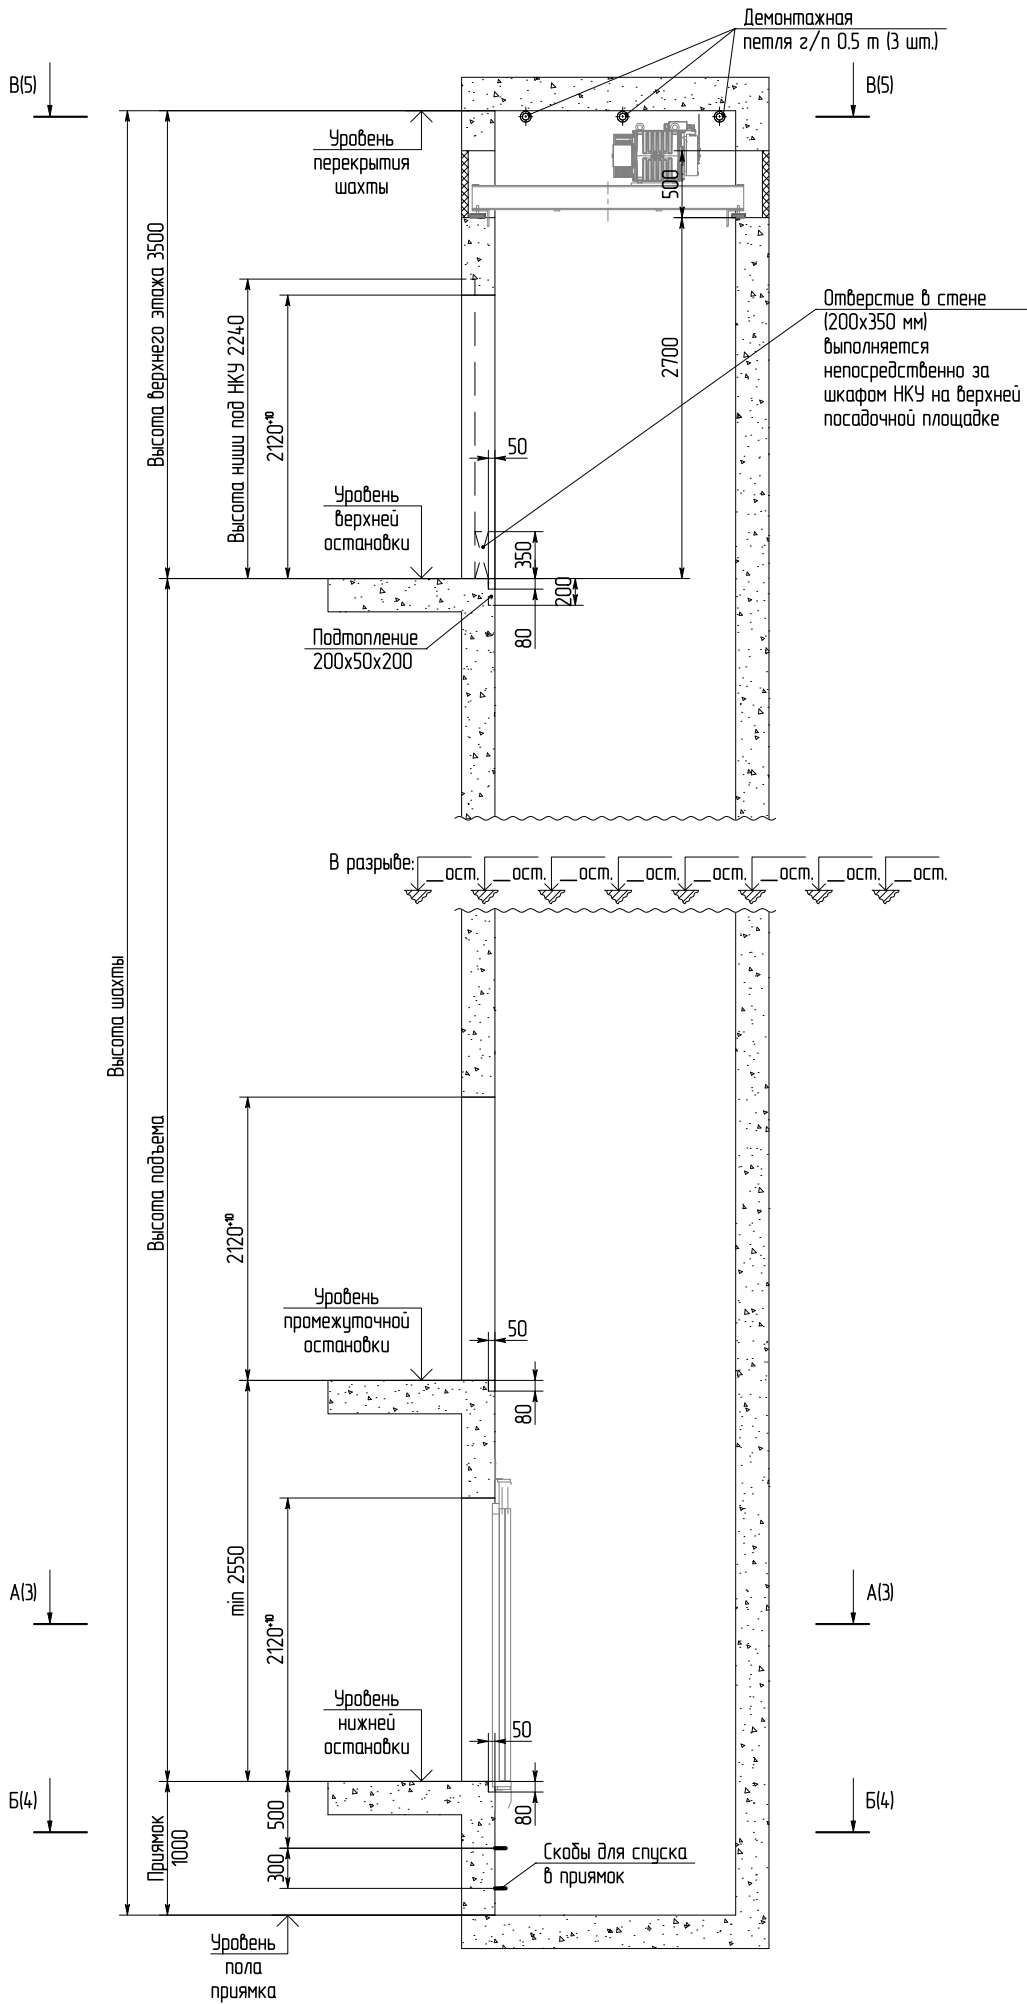 Демонтажная
петля г/п 0.5 т (3 шт.)
В(5)
В(5)
Уровень
перекрытия
шахты
500
Высота верхнего этажа 3500
Высота ниши под НКУ 2240
2120+10
2700
Отверстие в стене
(200х350 мм)
выполняется
непосредственно за
шкафом НКУ на верхней
посадочной площадке
50
Уровень
верхней
остановки
350
200
80
Подтопление
200х50х200
В разрыве:
__ост.
__ост.
__ост.
__ост.
__ост.
__ост.
__ост.
__ост.
Высота шахты
Высота подъема
2120+10
Уровень
промежуточной
остановки
50
80
min 2550
2120+10
А(3)
А(3)
Уровень
нижней
остановки
50
80
Б(4)
Б(4)
Приямок
1000
500
300
Скобы для спуска
в приямок
Уровень
пола
приямка